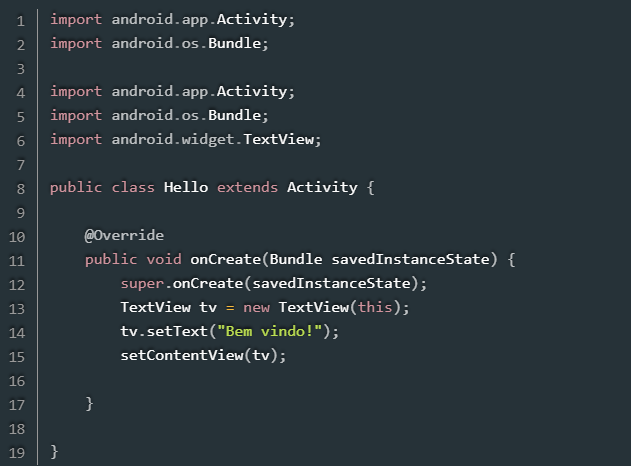 1 import android.app.Activity;
2 import android.os.Bundle;
3
4 import android.app.Activity;
5 import android.os.Bundle;
6 import android.widget.TextView;
7
8 public class Hello extends Activity {
9
10     @Override
11     public void onCreate(Bundle savedInstanceState) {
12         super.onCreate(savedInstanceState);
13         TextView tv = new TextView(this);
14         tv.setText("Bem vindo!");
15         setContentView(tv);
16
17     }
18
19 }